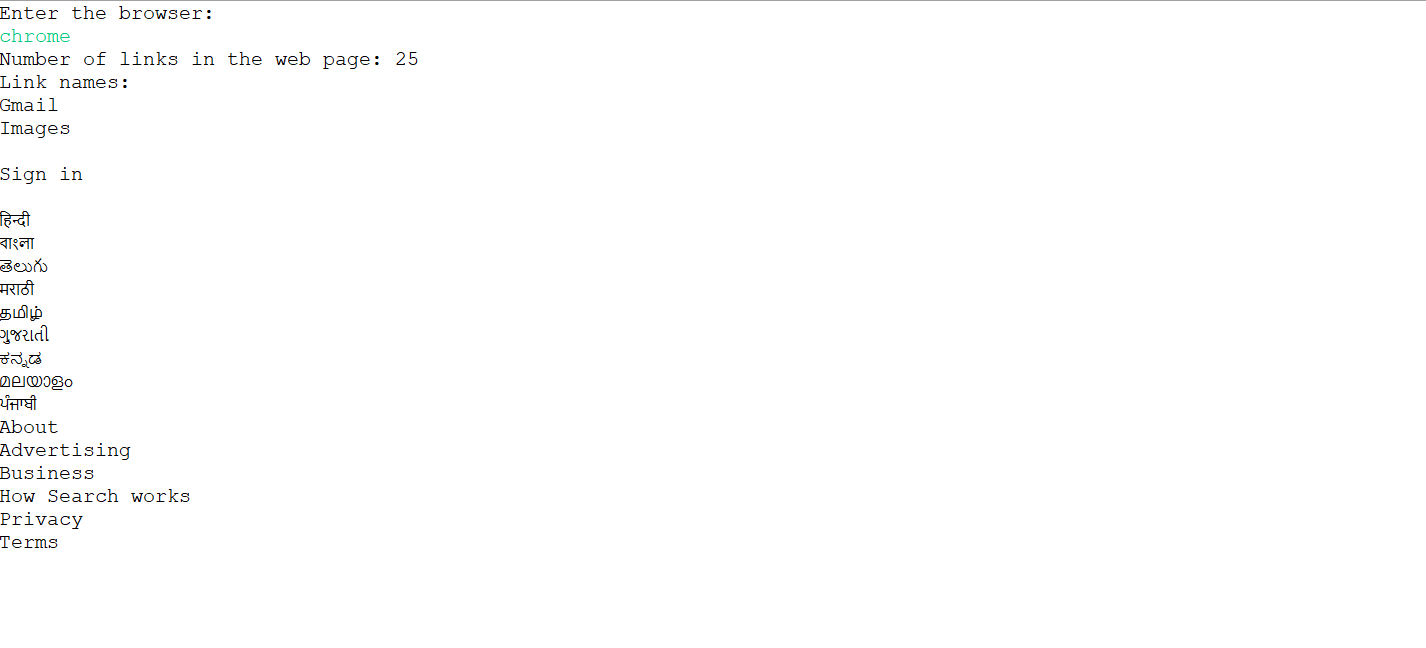 Enter the browser:
chrome
Number of links in the web page: 25
Link names:
Gmail
Images
Sign in
हिन्दी
বাংলা
తెలుగు
मराठी
தமிழ்
ગુજરાતી
ಕನ್ನಡ
മലയാളം
ਪੰਜਾਬੀ
About
Advertising
Business
How Search works
Privacy
Terms